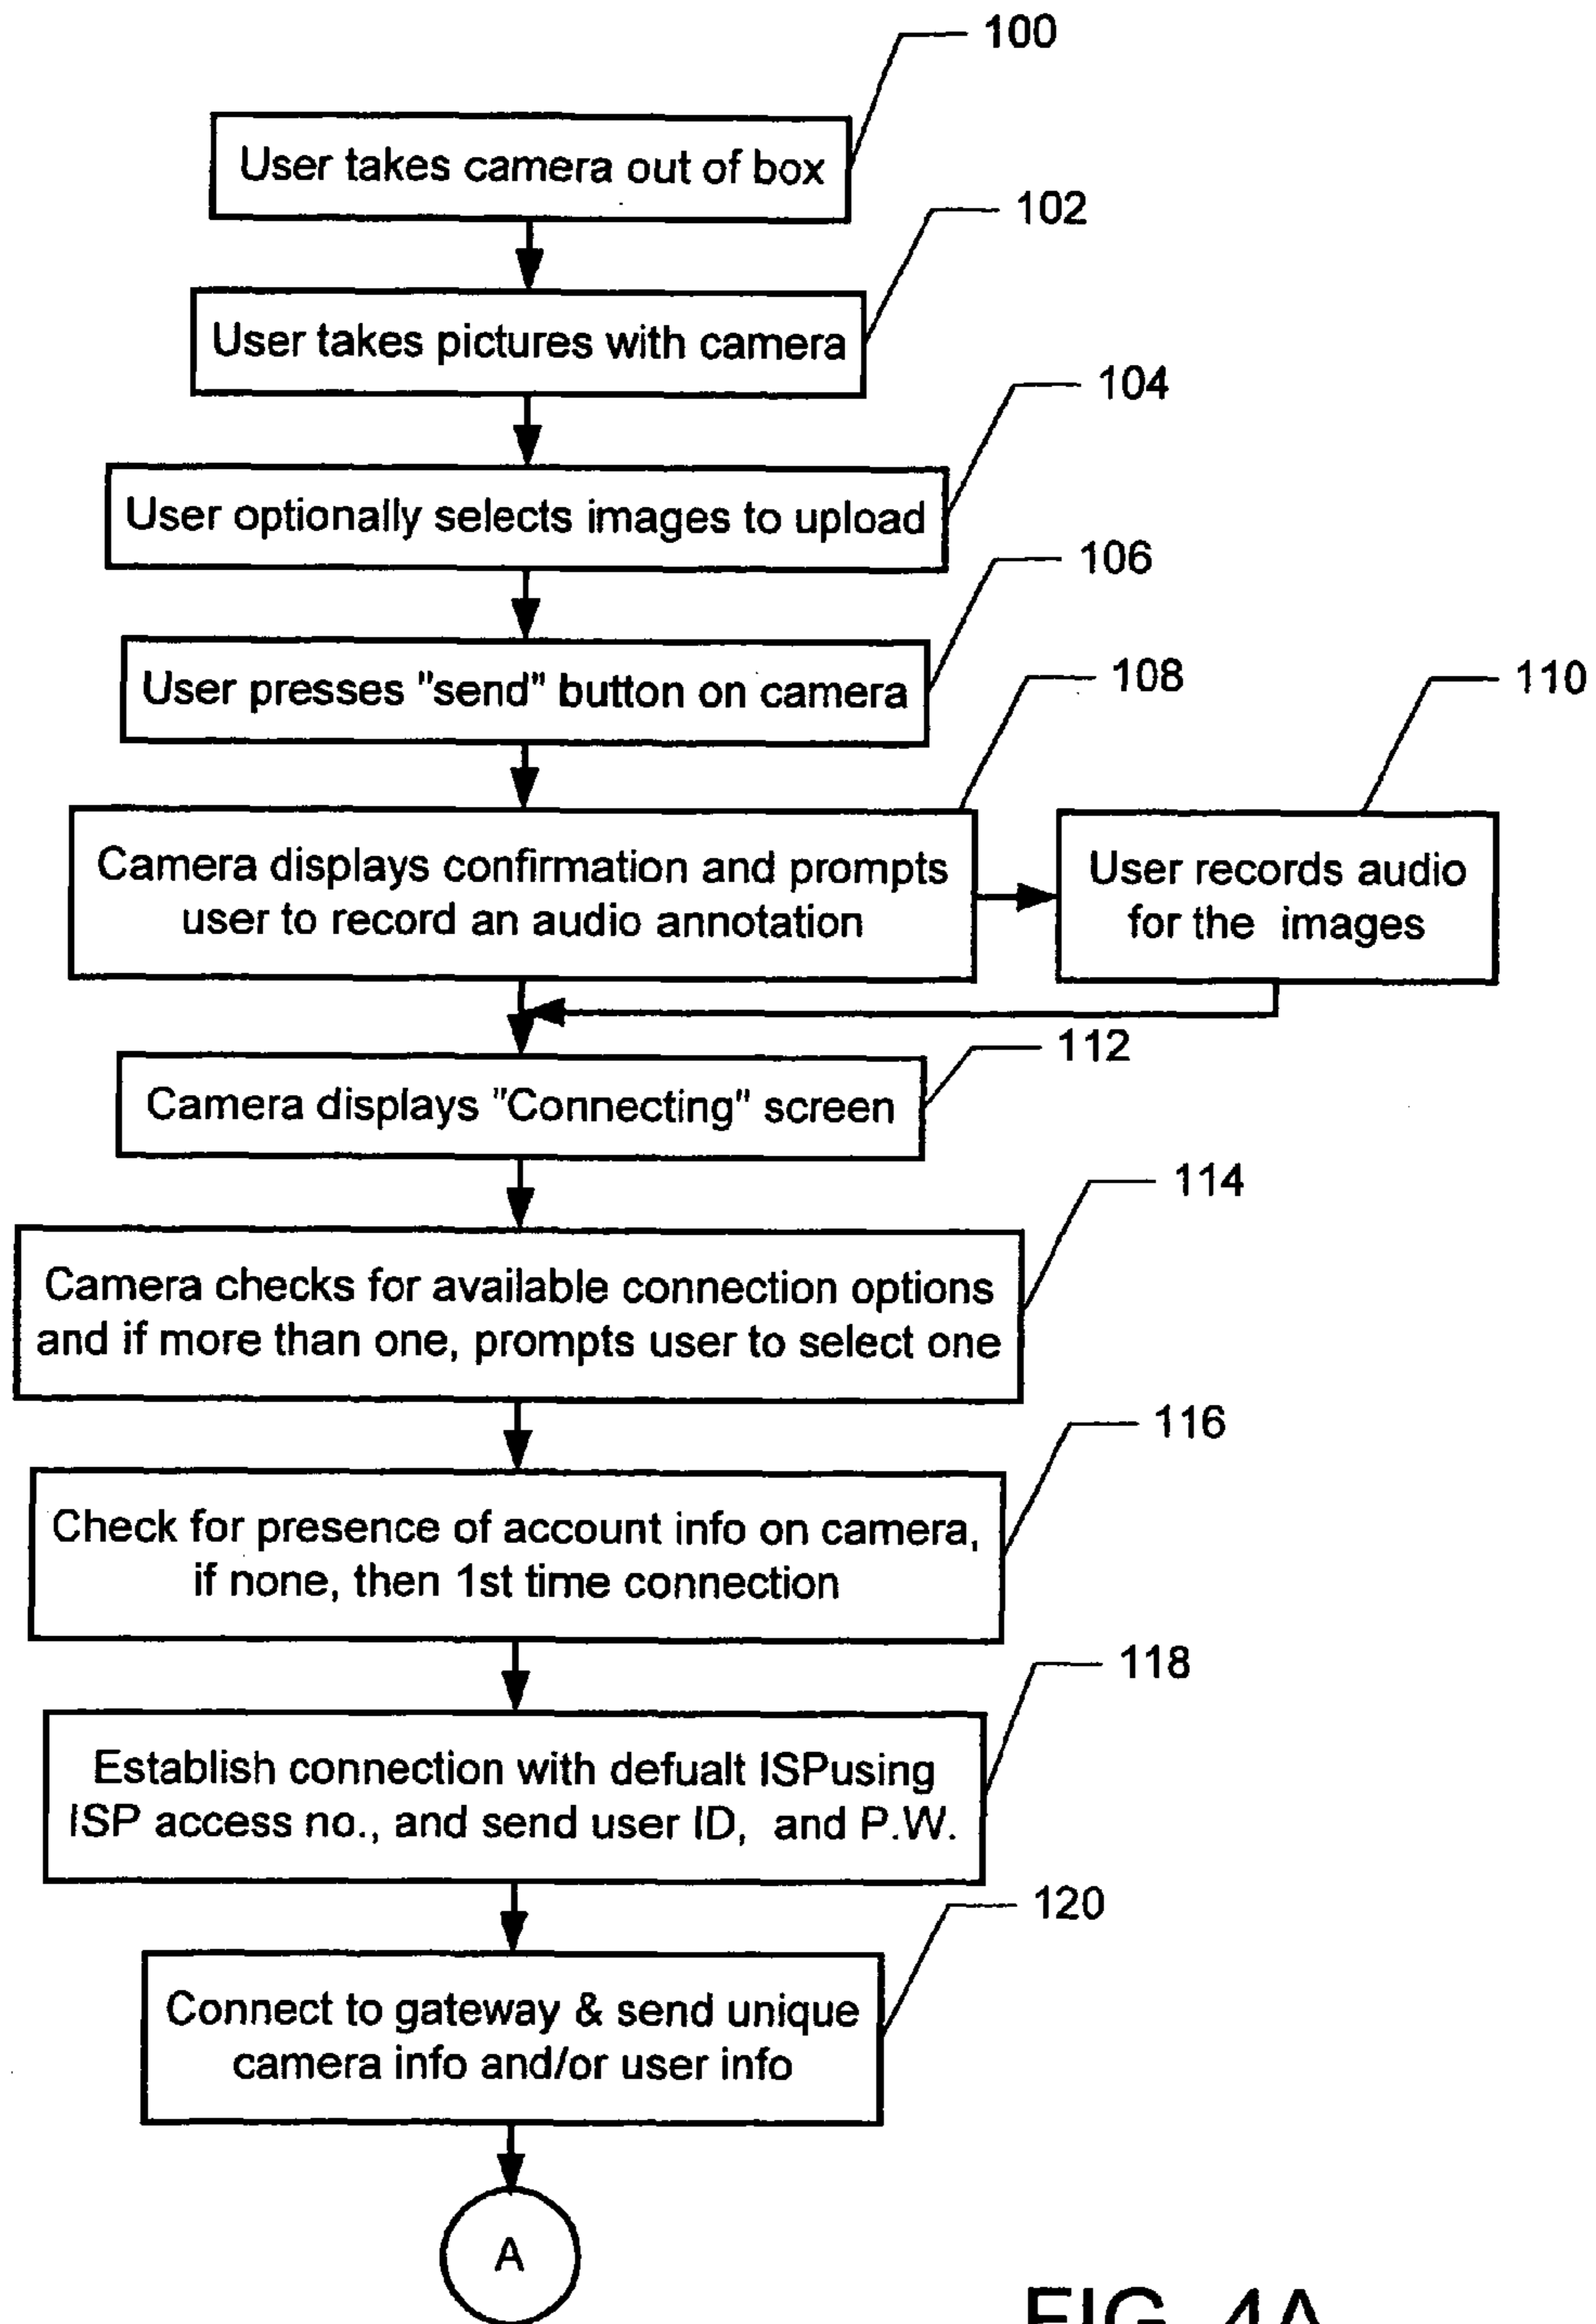 100
User takes camera out of box
102
User takes pictures with camera
104
User optionally selects images to upload
106
User presses "send" button on camera
108
110
Camera displays confirmation and prompts
user to record an audio annotation
User records audio
for the images
112
Camera displays "Connecting" screen
114
Camera checks for available connection options
and if more than one, prompts user to select one
116
Check for presence of account info on camera,
if none, then 1st time connection
118
Establish connection with defualt ISPusing
ISP access no., and send user ID, and P.W.
120
Connect to gateway & send unique
camera info and/or user info
A
FIG. 4A